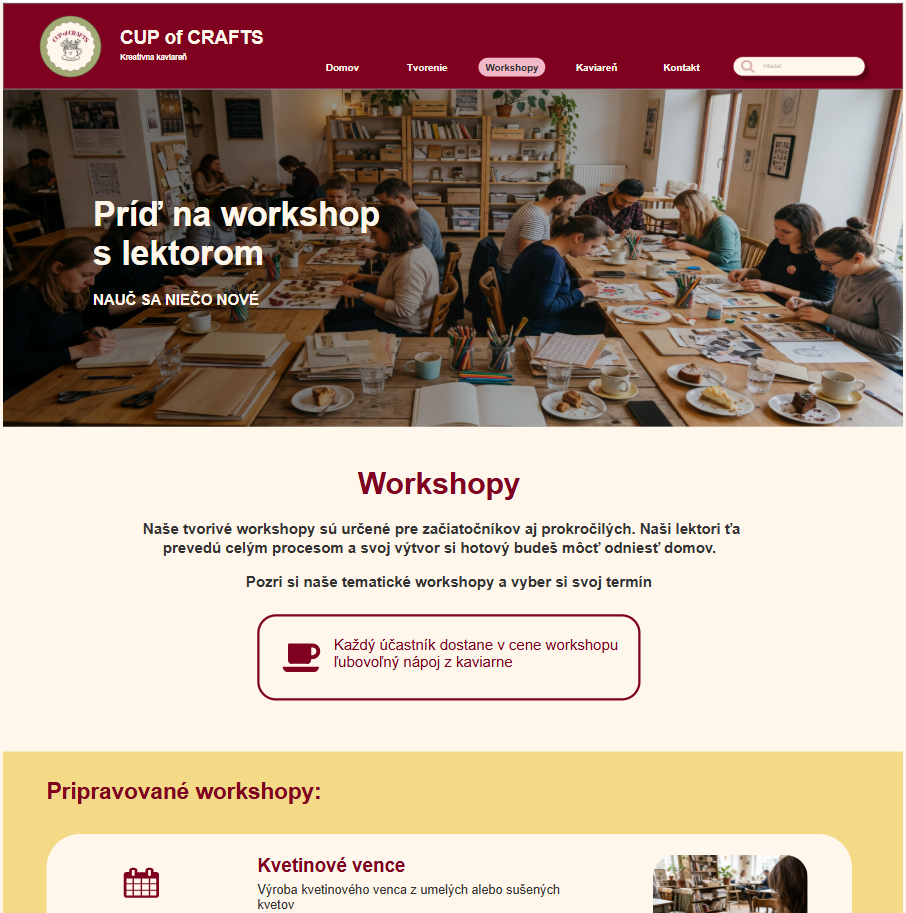 CUP of CRAFTS
CUP of CRAFTS
Kreatívna kaviareň
Domov
Tvorenie
Workshopy
Kaviareň
Kontakt
Hľadať
Príď na workshop
s lektorom
NAUČ SA NIEČO NOVÉ
Workshopy
Naše tvorivé workshopy sú určené pre začiatočníkov aj prokročilých. Naši lektori ťa
prevedú celým procesom a svoj výtvor si hotový budeš môcť odniesť domov.
Pozri si naše tematické workshopy a vyber si svoj termín
Každý účastník dostane v cene workshopu
ľubovoľný nápoj z kaviarne
Pripravované workshopy:
Kvetinové vence
Výroba kvetinového venca z umelých alebo sušených
kvetov